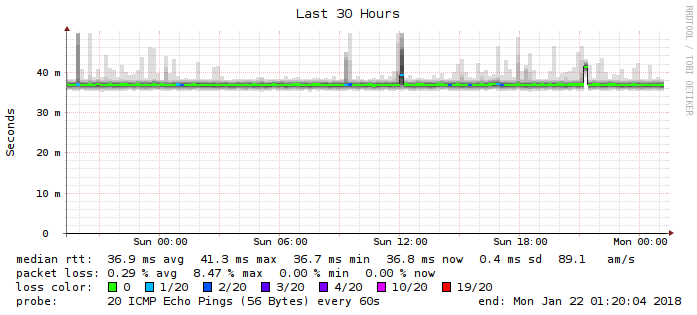 Last 30 Hours
RRDTOOL / TOBI OETIKER
Seconds
40 m
30 m
20 m
10 m
0
Sun 00:00 Sun 06:00 Sun 12:00 Sun 18:00 Mon 00:00
median rtt: 36.9 ms avg 41.3 ms max 36.7 ms min 36.8 ms now 0.4 ms sd 89.1 am/s
packet loss: 0.29 % avg 8.47 % max 0.00 % min 0.00 % now
loss color: 0 1/20 2/20 3/20 4/20 10/20 19/20
probe: 20 ICMP Echo Pings (56 Bytes) every 60s end: Mon Jan 22 01:20:04 2018